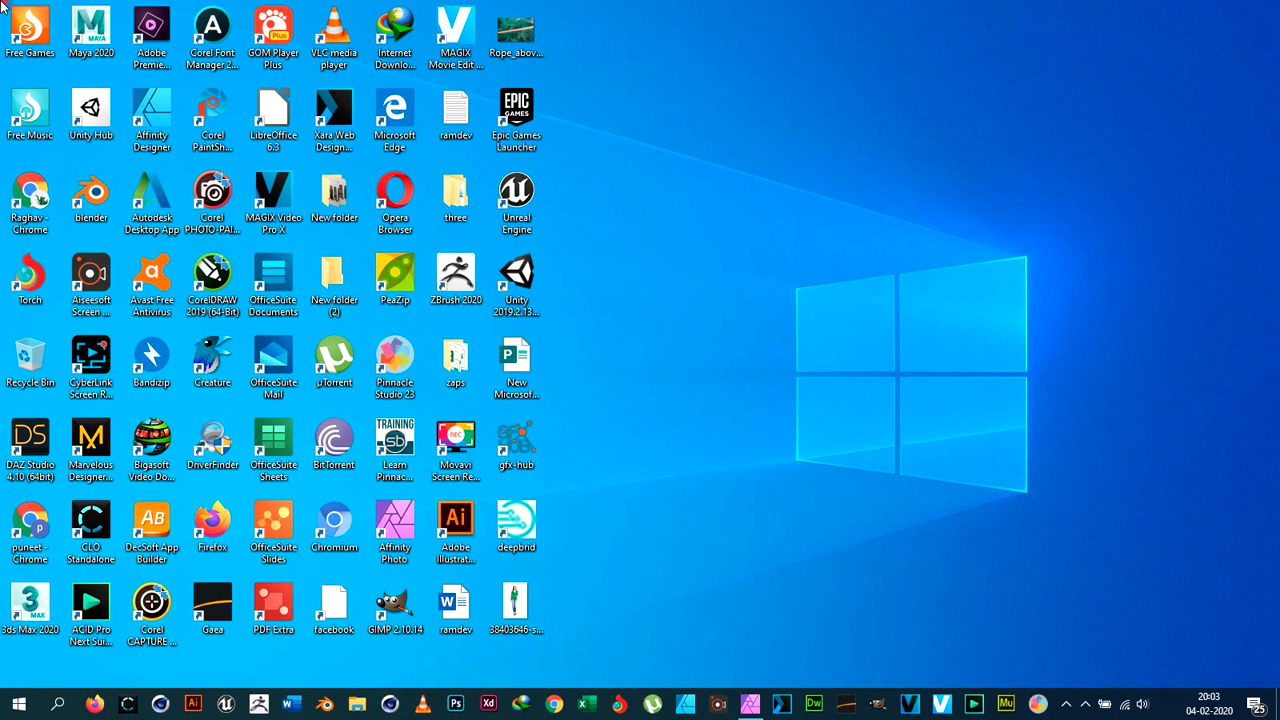 Free Games
Maya 2020
Adobe
Premie...
Corel Font
Manager 2...
GOM Player
Plus
VLC media
player
Internet
Downlo...
MAGIX
Movie Edit ...
Rope_abov...
Free Music
Unity Hub
Affinity
Designer
Corel
PaintSh...
LibreOffice
6.3
Xara Web
Design...
Microsoft
Edge
ramdev
Epic Games
Launcher
Raghav -
Chrome
blender
Autodesk
Desktop App
Corel
PHOTO-PAI...
MAGIX Video
Pro X
New folder
Opera
Browser
three
Unreal
Engine
Torch
Aiseesoft
Screen ...
Avast Free
Antivirus
CorelDRAW
2019 (64-Bit)
OfficeSuite
Documents
New folder
(2)
PeaZip
ZBrush 2020
Unity
2019.2.13...
Recycle Bin
CyberLink
Screen R...
Bandizip
Creature
OfficeSuite
Mail
µTorrent
Pinnacle
Studio 23
zaps
New
Microsof...
DAZ Studio
4.10 (64bit)
Marvelous
Designer...
Bigasoft
Video Do...
DriverFinder
OfficeSuite
Sheets
BitTorrent
Learn
Pinnac...
Movavi
Screen Re...
gfx-hub
puneet -
Chrome
CLO
Standalone
DecSoft App
Builder
Firefox
OfficeSuite
Slides
Chromium
Affinity
Photo
Adobe
Illustrat...
deepbrid
3ds Max 2020
ACID Pro
Next Sui...
Corel
CAPTURE ...
Gaea
PDF Extra
facebook
GIMP 2.10.14
ramdev
38403646-s...
20:03
04-02-2020
25